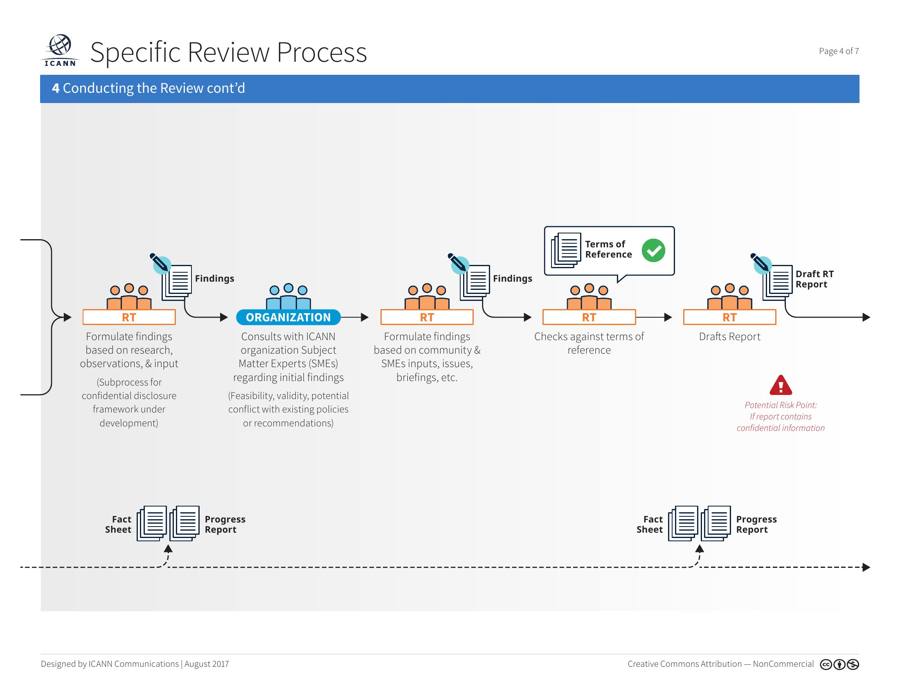 ICANN
Specific Review Process
Page 4 of 7
4 Conducting the Review cont’d
Findings
RT
Formulate findings
based on research,
observations, & input
(Subprocess for
confidential disclosure
framework under
development)
ORGANIZATION
Consults with ICANN
organization Subject
Matter Experts (SMEs)
regarding initial findings
(Feasibility, validity, potential
conflict with existing policies
or recommendations)
Findings
RT
Formulate findings
based on community &
SMEs inputs, issues,
briefings, etc.
Terms of
Reference
RT
Checks against terms of
reference
Draft RT
Report
RT
Drafts Report
Potential Risk Point:
If report contains
confidential information
Fact
Sheet
Progress
Report
Fact
Sheet
Progress
Report
Designed by ICANN Communications | August 2017
Creative Commons Attribution — NonCommercial